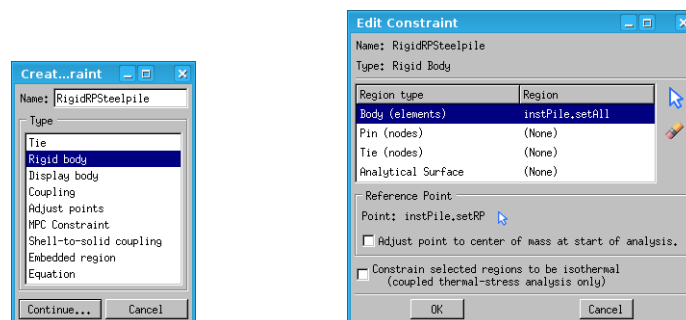 Creat...raint
Name: RigidRPSteelpile
Type
Tie
Rigid body
Display body
Coupling
Adjust points
MPC Constraint
Shell-to-solid coupling
Embedded region
Equation
Continue... Cancel
Edit Constraint
Name: RigidRPSteelpile
Type: Rigid Body
Region type Region
Body (elements) instPile.setAll
Pin (nodes) (None)
Tie (nodes) (None)
Analytical Surface (None)
Reference Point
Point: instPile.setRP
Adjust point to center of mass at start of analysis.
Constrain selected regions to be isothermal
(coupled thermal-stress analysis only)
OK Cancel